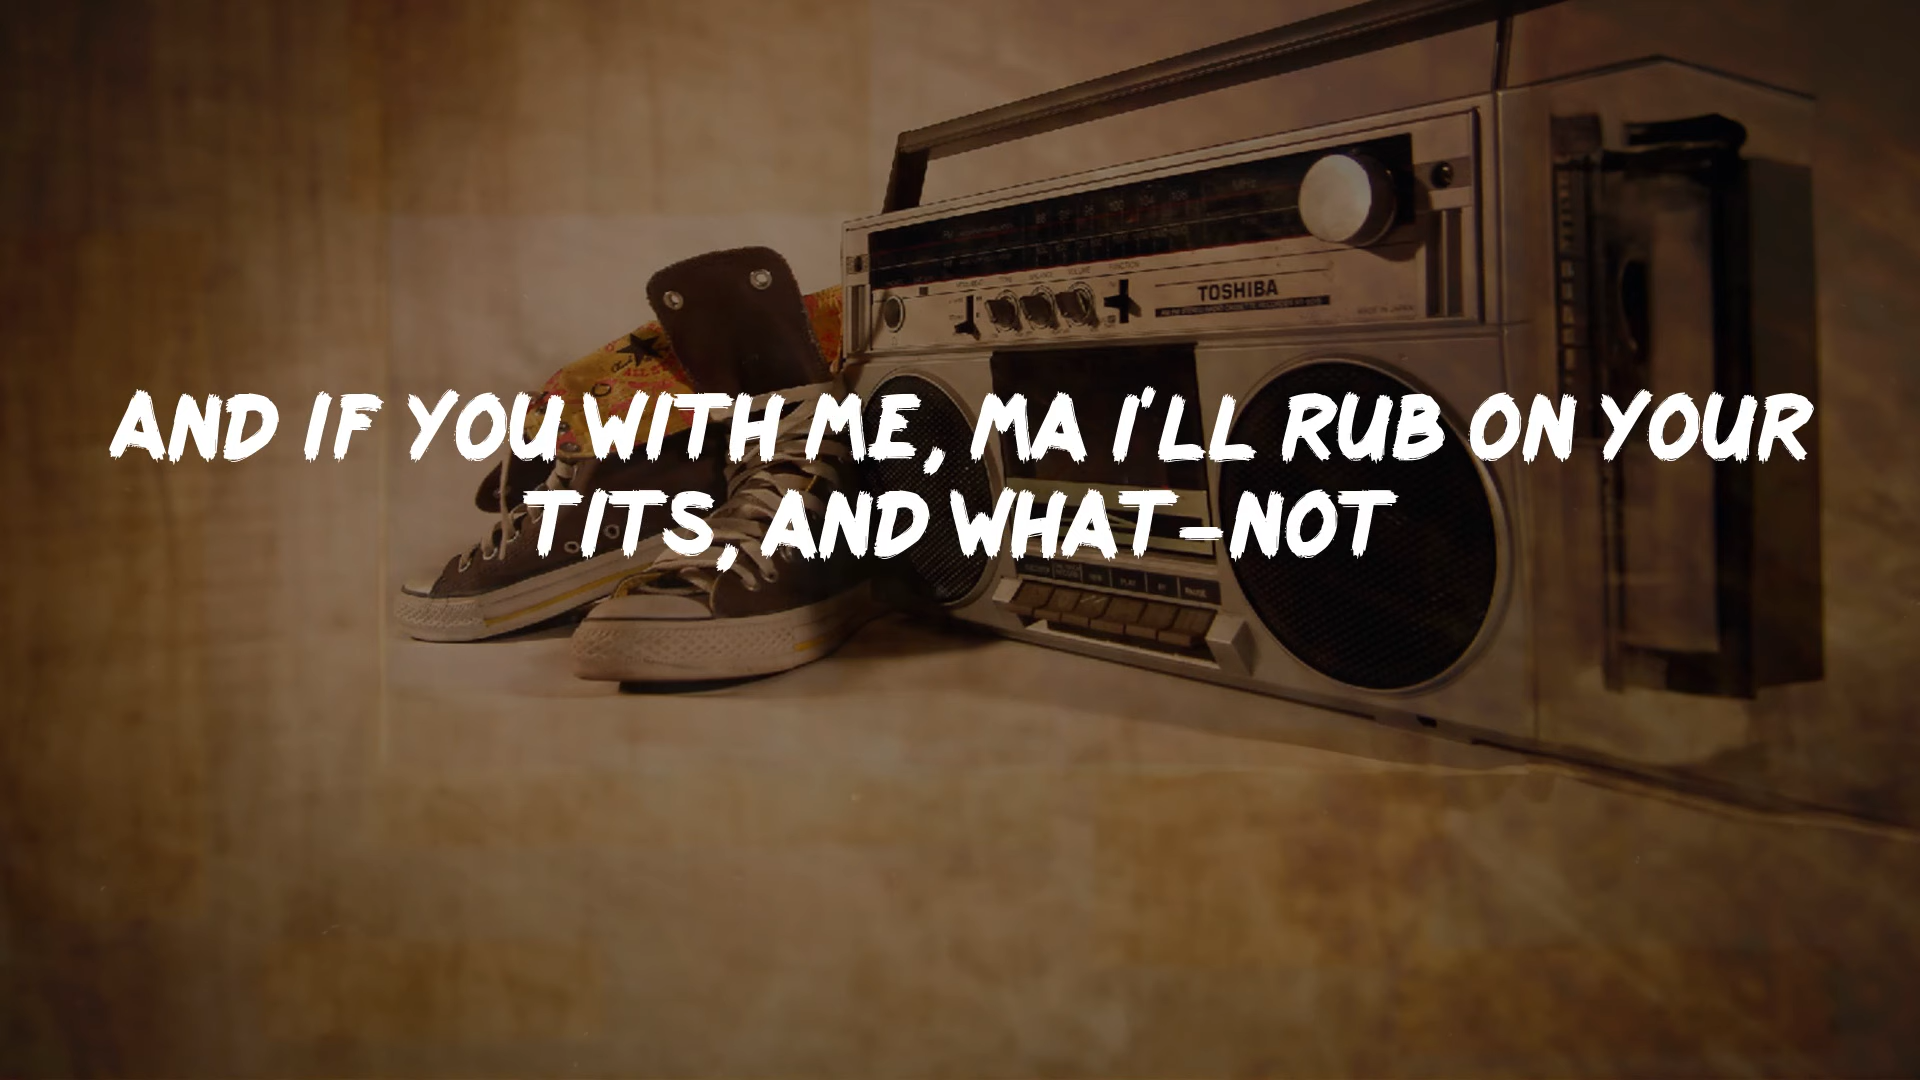 TOSHIBA
AND IF YOU WITH ME, MA I'LL RUB ON YOUR
TITS, AND WHAT-NOT